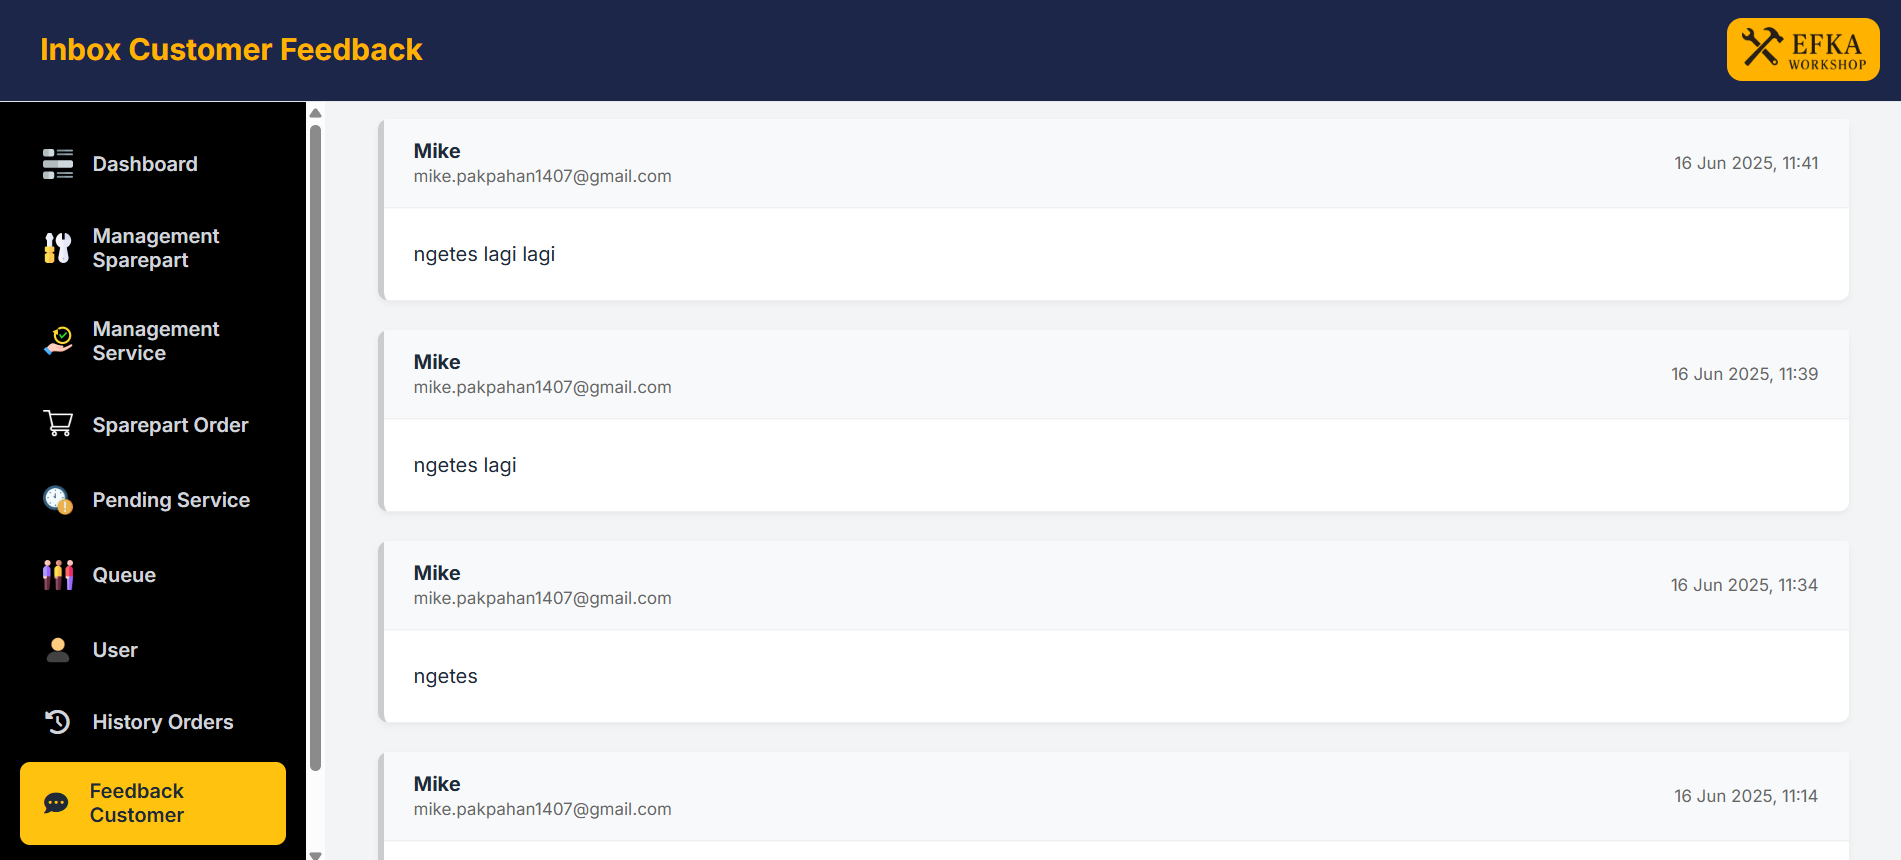 Inbox Customer Feedback
EFKA
WORKSHOP
Dashboard
Management
Sparepart
Management
Service
Sparepart Order
Pending Service
Queue
User
History Orders
Feedback
Customer
Mike
mike.pakpahan1407@gmail.com
16 Jun 2025, 11:41
ngetes lagi lagi
Mike
mike.pakpahan1407@gmail.com
16 Jun 2025, 11:39
ngetes lagi
Mike
mike.pakpahan1407@gmail.com
16 Jun 2025, 11:34
ngetes
Mike
mike.pakpahan1407@gmail.com
16 Jun 2025, 11:14